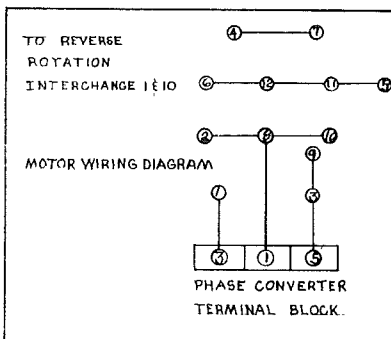 ④ ⑦
TO REVERSE
ROTATION
INTERCHANGE 1 & 10
⑥ ⑫ ⑪ ⑤
② ⑧ ⑩
MOTOR WIRING DIAGRAM
⑨
① ③
③ ① ⑤
PHASE CONVERTER
TERMINAL BLOCK.